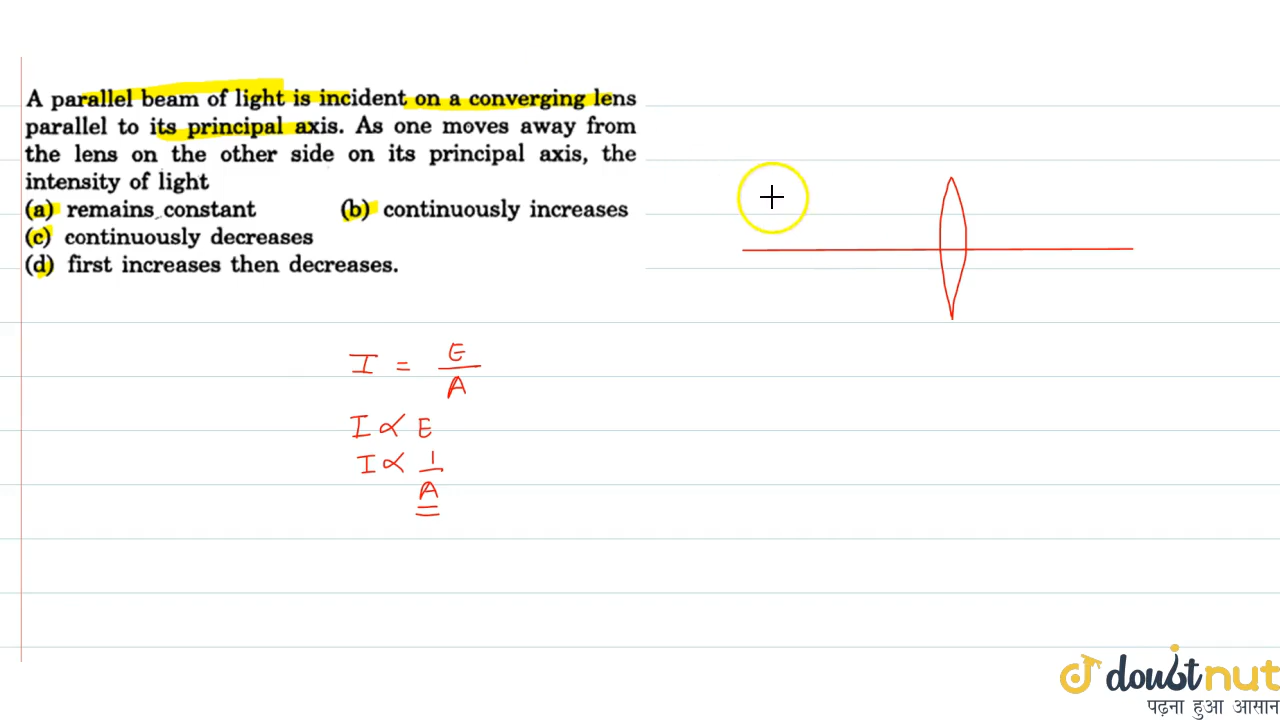 A parallel beam of light is incident on a converging lens
parallel to its principal axis. As one moves away from
the lens on the other side on its principal axis, the
intensity of light
(a) remains constant (b) continuously increases
(c) continuously decreases
(d) first increases then decreases.
I = E/A
I ∝ E
I ∝ 1/A
doubtnut
पढ़ना हुआ आसान